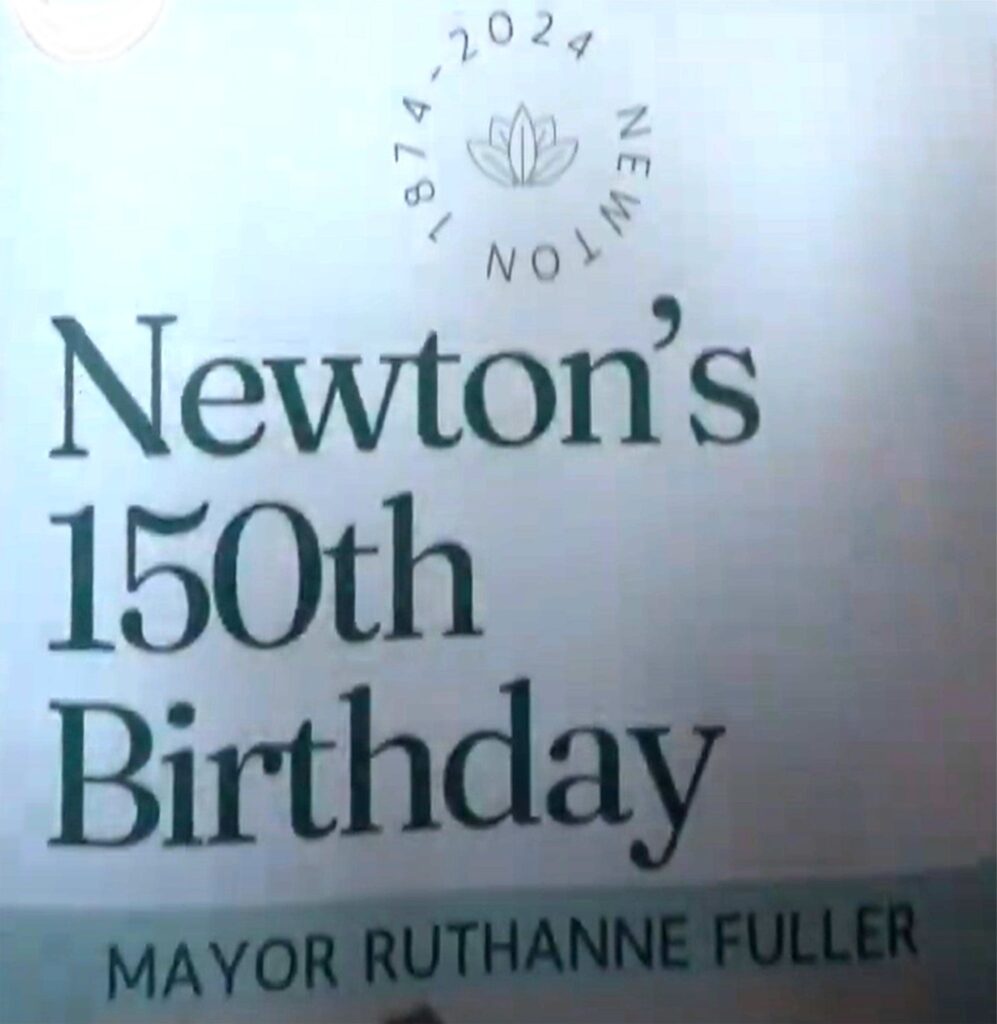 1874-2024 NEWTON
Newton's
150th
Birthday
MAYOR RUTHANNE FULLER